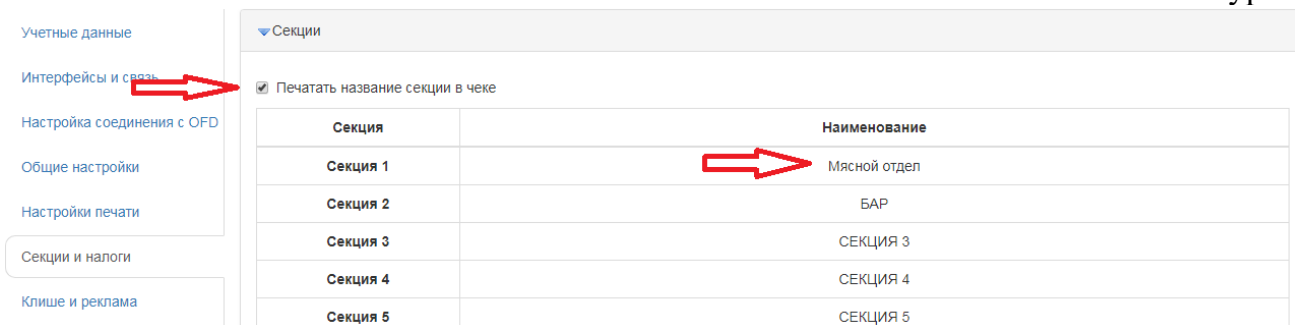 Учетные данные
Интерфейсы и связь
Настройка соединения с OFD
Общие настройки
Настройки печати
Секции и налоги
Клише и реклама
Секции
Печатать название секции в чеке
Секция Наименование
Секция 1 Мясной отдел
Секция 2 БАР
Секция 3 СЕКЦИЯ 3
Секция 4 СЕКЦИЯ 4
Секция 5 СЕКЦИЯ 5